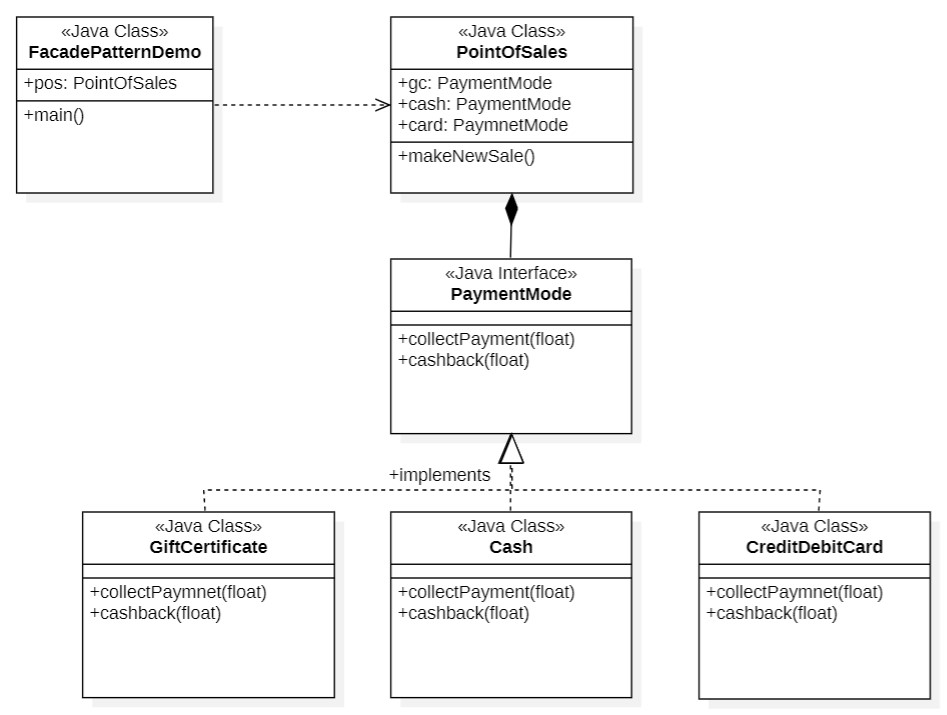 «Java Class»
FacadePatternDemo
+pos: PointOfSales
+main()
«Java Class»
PointOfSales
+gc: PaymentMode
+cash: PaymentMode
+card: PaymnetMode
+makeNewSale()
«Java Interface»
PaymentMode
+collectPayment(float)
+cashback(float)
+implements
«Java Class»
GiftCertificate
+collectPaymnet(float)
+cashback(float)
«Java Class»
Cash
+collectPayment(float)
+cashback(float)
«Java Class»
CreditDebitCard
+collectPaymnet(float)
+cashback(float)